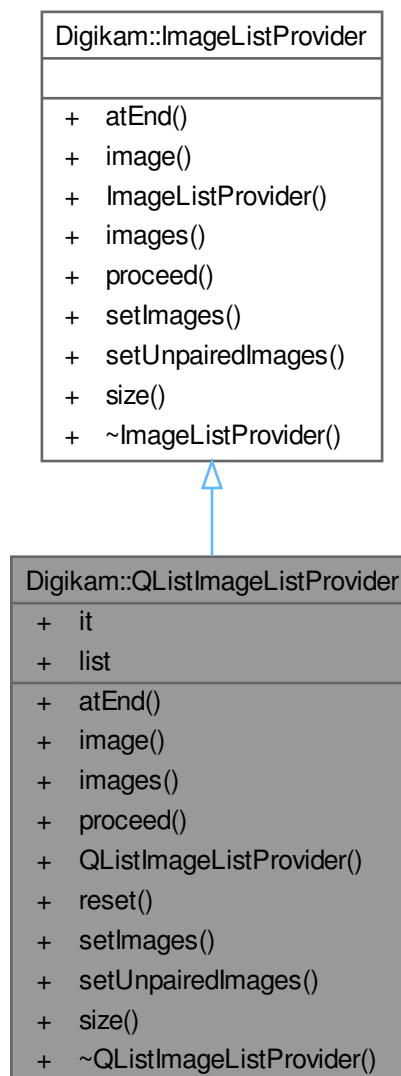 Digikam::ImageListProvider
+ atEnd()
+ image()
+ ImageListProvider()
+ images()
+ proceed()
+ setImages()
+ setUnpairedImages()
+ size()
+ ~ImageListProvider()
Digikam::QListImageListProvider
+ it
+ list
+ atEnd()
+ image()
+ images()
+ proceed()
+ QListImageListProvider()
+ reset()
+ setImages()
+ setUnpairedImages()
+ size()
+ ~QListImageListProvider()